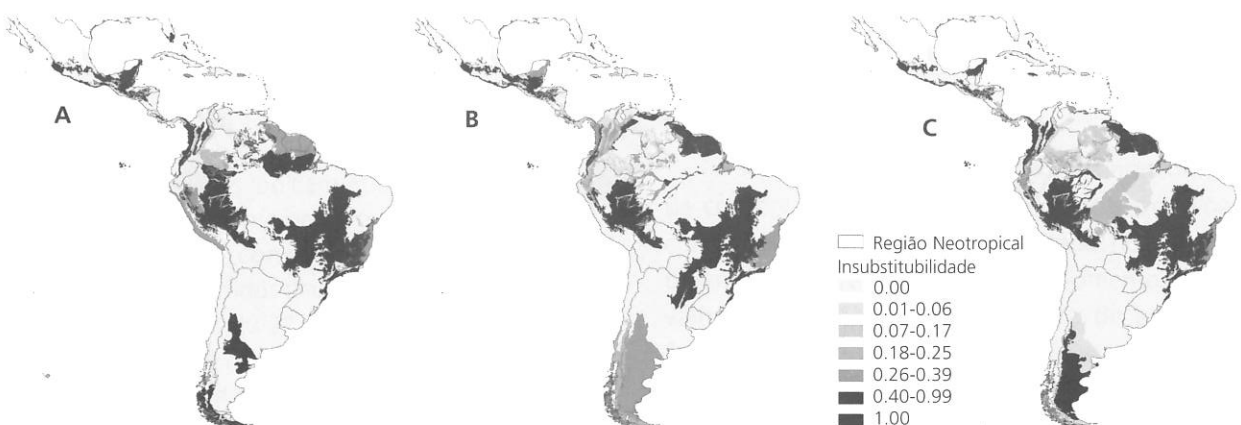 A
B
C
Região Neotropical
Insubstitubilidade
0.00
0.01-0.06
0.07-0.17
0.18-0.25
0.26-0.39
0.40-0.99
1.00